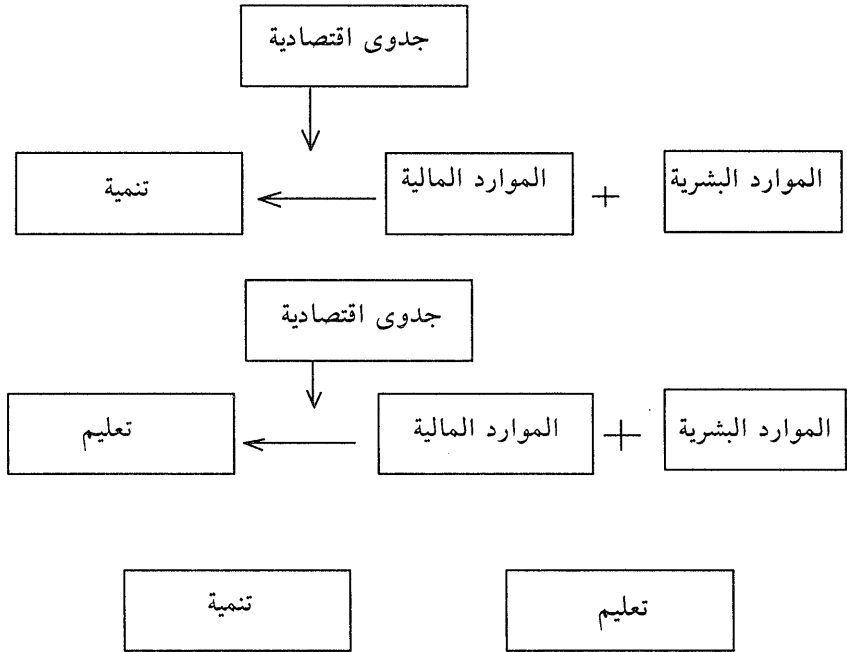 جدوى اقتصادية
الموارد البشرية + الموارد المالية تنمية
جدوى اقتصادية
الموارد البشرية + الموارد المالية تعليم
تعليم تنمية